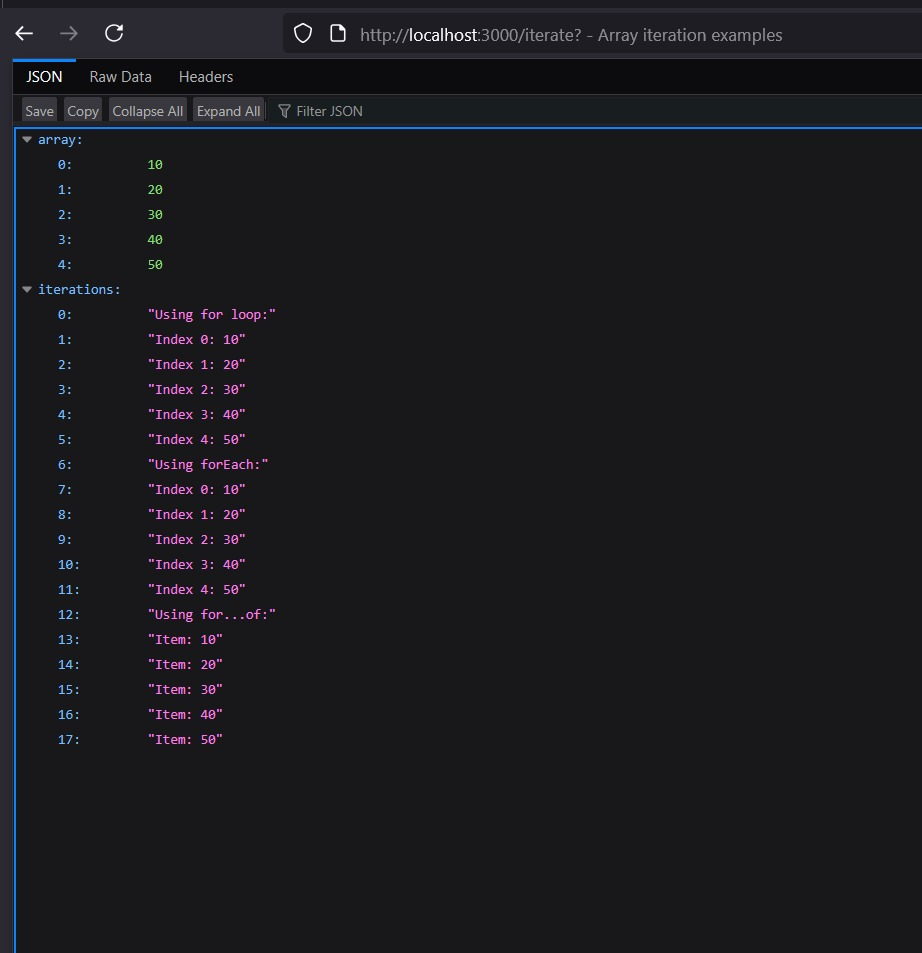 http://localhost:3000/iterate? - Array iteration examples
JSON Raw Data Headers
Save Copy Collapse All Expand All Filter JSON
array:
0: 10
1: 20
2: 30
3: 40
4: 50
iterations:
0: "Using for loop:"
1: "Index 0: 10"
2: "Index 1: 20"
3: "Index 2: 30"
4: "Index 3: 40"
5: "Index 4: 50"
6: "Using forEach:"
7: "Index 0: 10"
8: "Index 1: 20"
9: "Index 2: 30"
10: "Index 3: 40"
11: "Index 4: 50"
12: "Using for...of:"
13: "Item: 10"
14: "Item: 20"
15: "Item: 30"
16: "Item: 40"
17: "Item: 50"